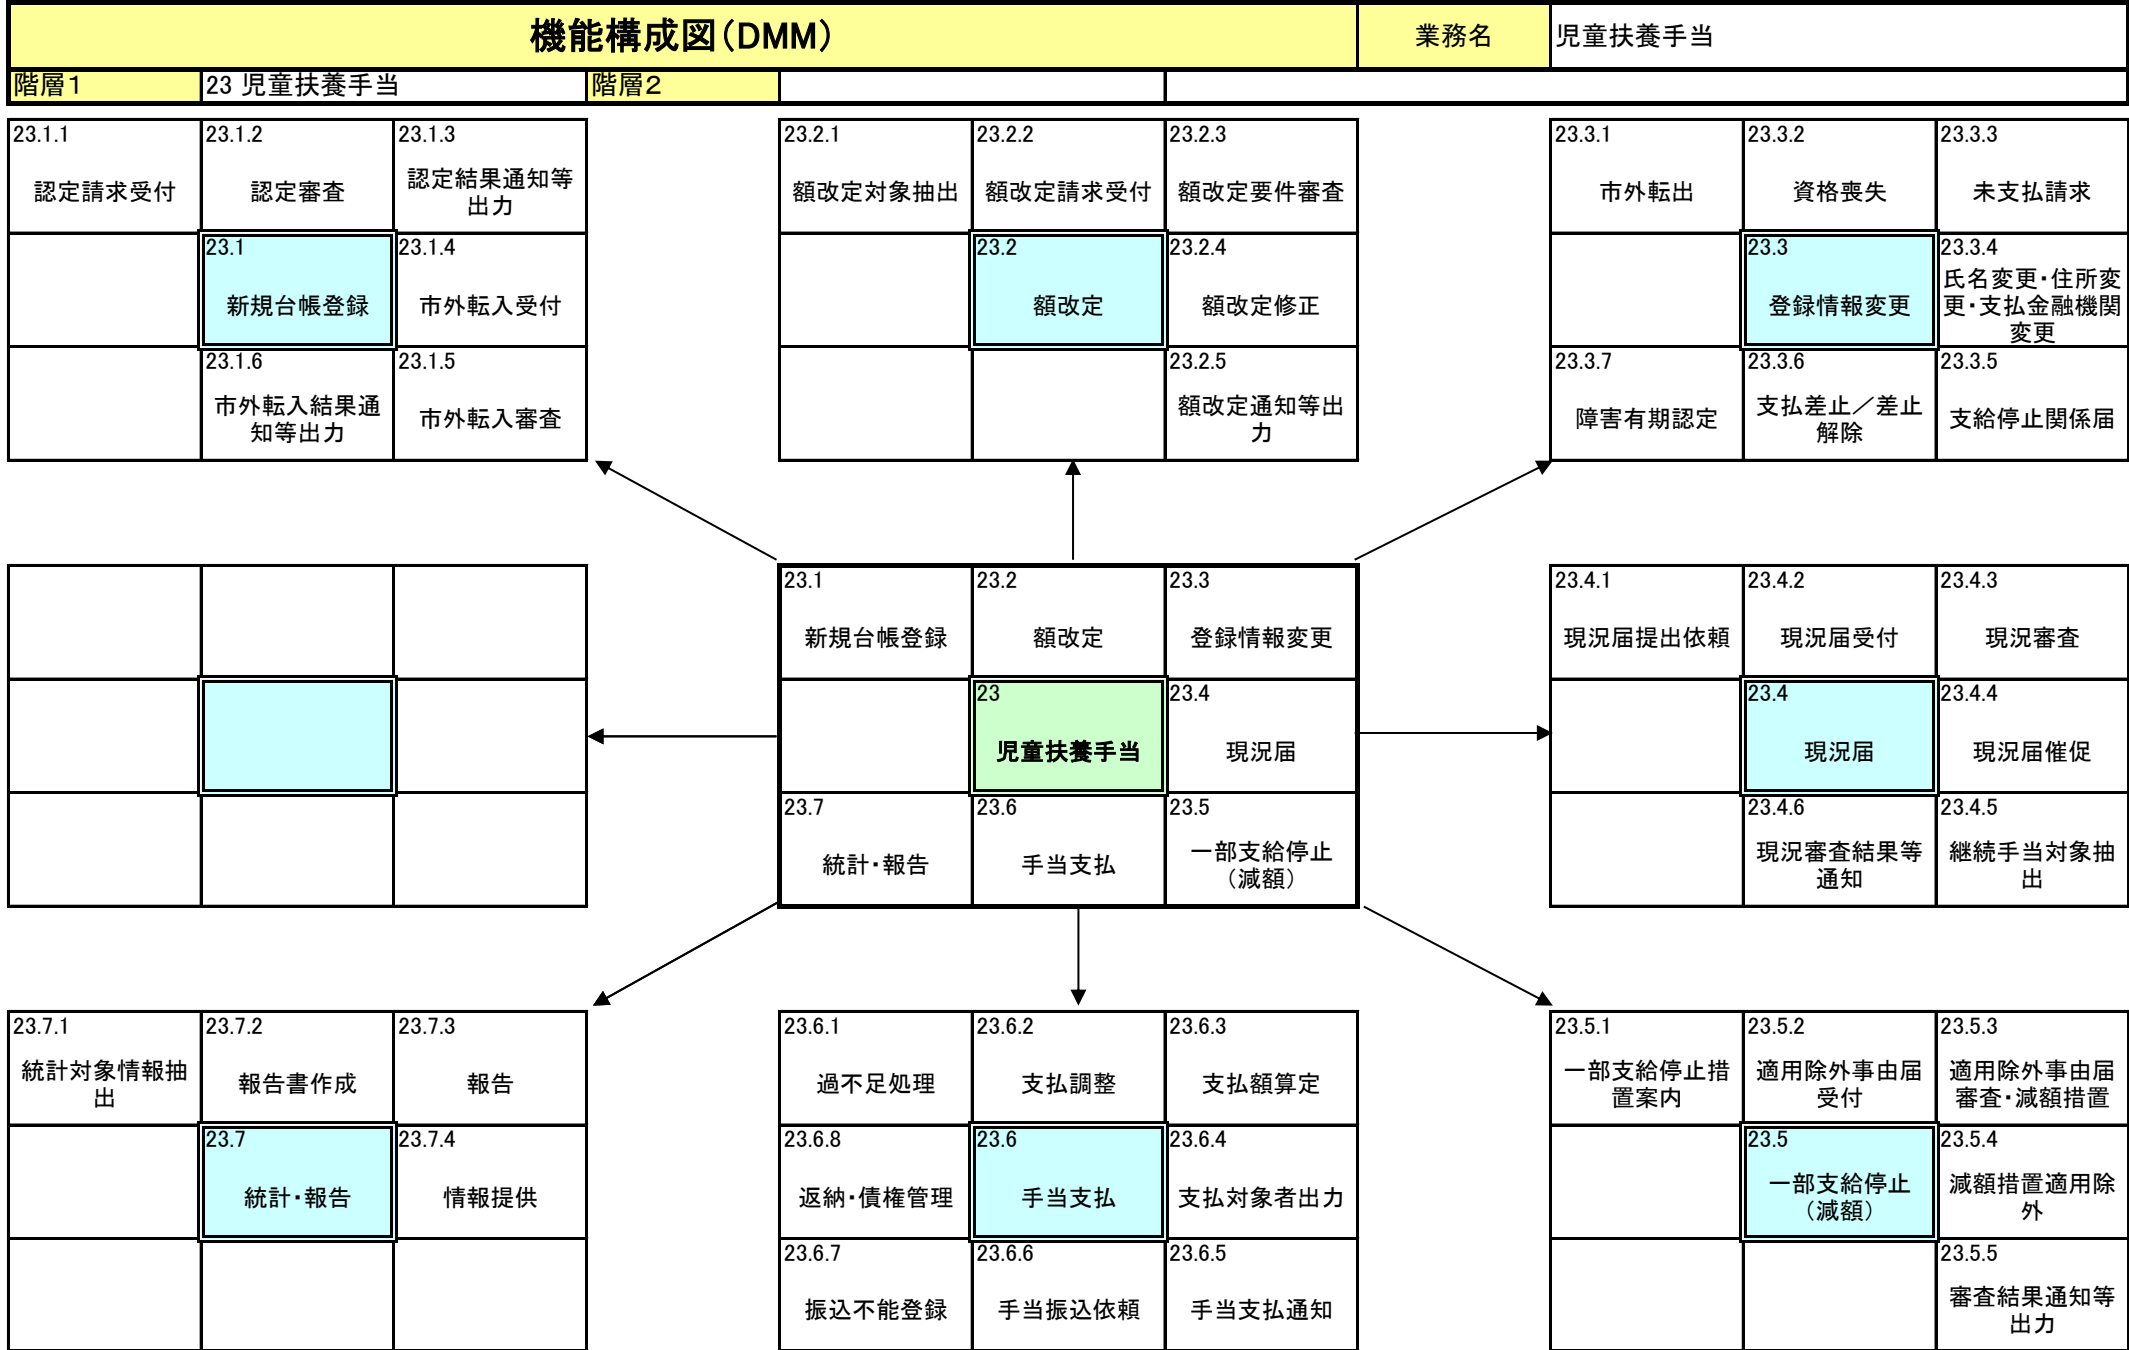 機能構成図（DMM）
業務名
児童扶養手当
階層１
23 児童扶養手当
階層２
23.1.1
認定請求受付
23.1.2
認定審査
23.1.3
認定結果通知等
出力
23.1
新規台帳登録
23.1.4
市外転入受付
23.1.6
市外転入結果通
知等出力
23.1.5
市外転入審査
23.2.1
額改定対象抽出
23.2.2
額改定請求受付
23.2.3
額改定要件審査
23.2
額改定
23.2.4
額改定修正
23.2.5
額改定通知等出
力
23.3.1
市外転出
23.3.2
資格喪失
23.3.3
未支払請求
23.3
登録情報変更
23.3.4
氏名変更・住所変
更・支払金融機関
変更
23.3.7
障害有期認定
23.3.6
支払差止／差止
解除
23.3.5
支給停止関係届
23.1
新規台帳登録
23.2
額改定
23.3
登録情報変更
23
児童扶養手当
23.4
現況届
23.7
統計・報告
23.6
手当支払
23.5
一部支給停止
（減額）
23.4.1
現況届提出依頼
23.4.2
現況届受付
23.4.3
現況審査
23.4
現況届
23.4.4
現況届催促
23.4.6
現況審査結果等
通知
23.4.5
継続手当対象抽
出
23.7.1
統計対象情報抽
出
23.7.2
報告書作成
23.7.3
報告
23.7
統計・報告
23.7.4
情報提供
23.6.1
過不足処理
23.6.2
支払調整
23.6.3
支払額算定
23.6.8
返納・債権管理
23.6
手当支払
23.6.4
支払対象者出力
23.6.7
振込不能登録
23.6.6
手当振込依頼
23.6.5
手当支払通知
23.5.1
一部支給停止措
置案内
23.5.2
適用除外事由届
受付
23.5.3
適用除外事由届
審査・減額措置
23.5
一部支給停止
（減額）
23.5.4
減額措置適用除
外
23.5.5
審査結果通知等
出力